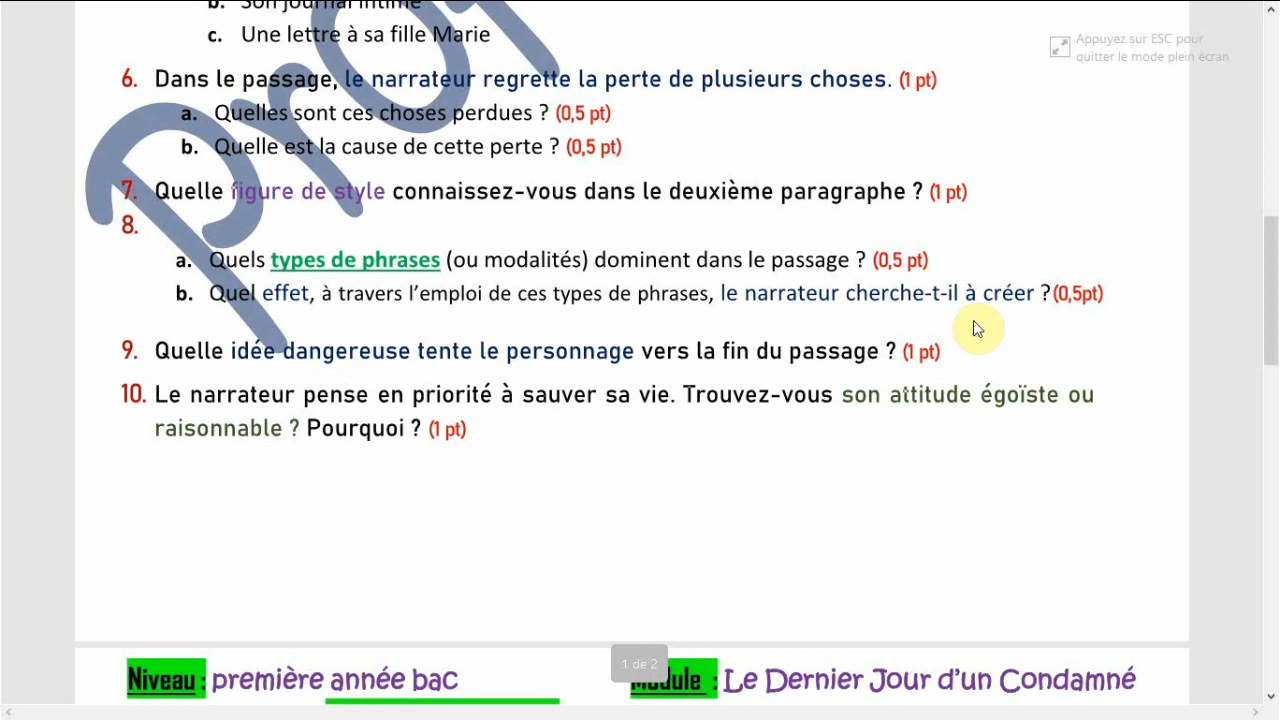 b. Son journal intime
c. Une lettre à sa fille Marie
Appuyez sur ESC pour
quitter le mode plein écran
6. Dans le passage, le narrateur regrette la perte de plusieurs choses. (1 pt)
a. Quelles sont ces choses perdues ? (0,5 pt)
b. Quelle est la cause de cette perte ? (0,5 pt)
7. Quelle figure de style connaissez-vous dans le deuxième paragraphe ? (1 pt)
8.
a. Quels types de phrases (ou modalités) dominent dans le passage ? (0,5 pt)
b. Quel effet, à travers l’emploi de ces types de phrases, le narrateur cherche-t-il à créer ?(0,5pt)
9. Quelle idée dangereuse tente le personnage vers la fin du passage ? (1 pt)
10. Le narrateur pense en priorité à sauver sa vie. Trouvez-vous son attitude égoïste ou
raisonnable ? Pourquoi ? (1 pt)
1 de 2
Niveau : première année bac
Module : Le Dernier Jour d’un Condamné